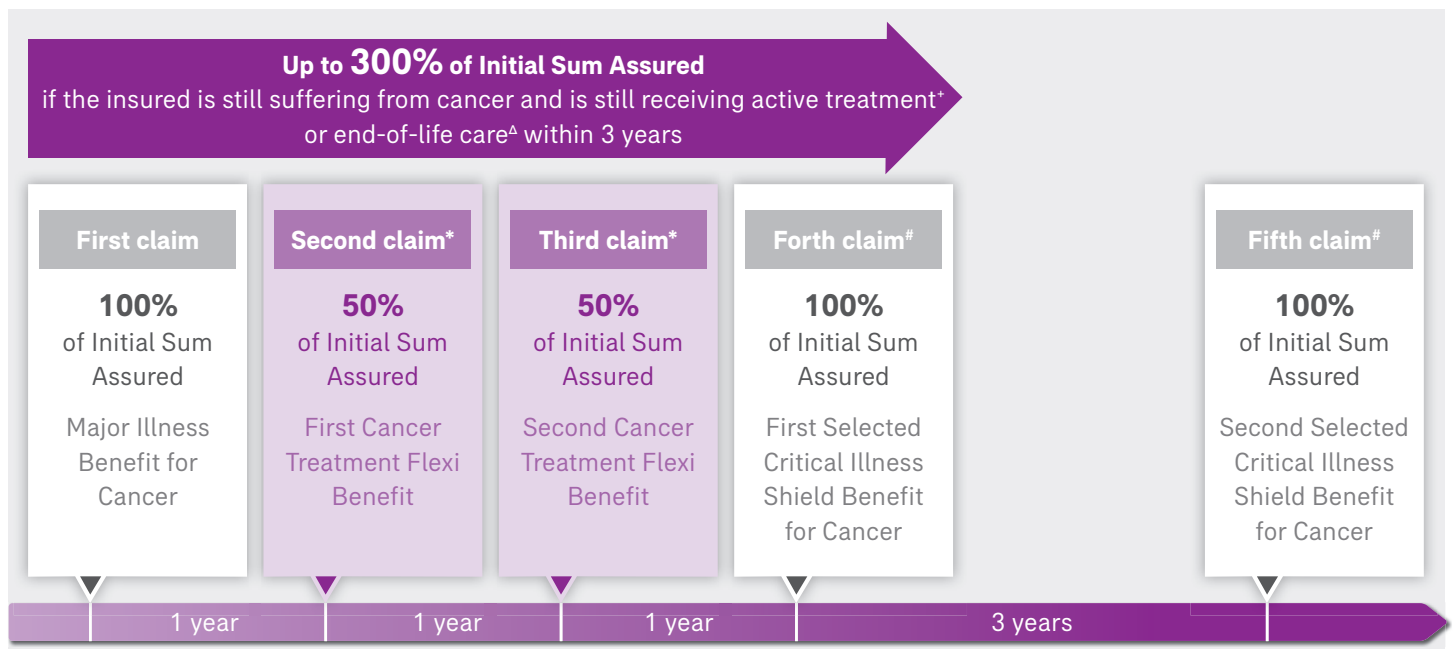 Up to 300% of Initial Sum Assured
if the insured is still suffering from cancer and is still receiving active treatment⁺
or end-of-life care^Δ within 3 years
First claim
100%
of Initial Sum
Assured
Major Illness
Benefit for
Cancer
Second claim*
50%
of Initial Sum
Assured
First Cancer
Treatment Flexi
Benefit
Third claim*
50%
of Initial Sum
Assured
Second Cancer
Treatment Flexi
Benefit
Forth claim#
100%
of Initial Sum
Assured
First Selected
Critical Illness
Shield Benefit
for Cancer
Fifth claim#
100%
of Initial Sum
Assured
Second Selected
Critical Illness
Shield Benefit
for Cancer
1 year
1 year
1 year
3 years